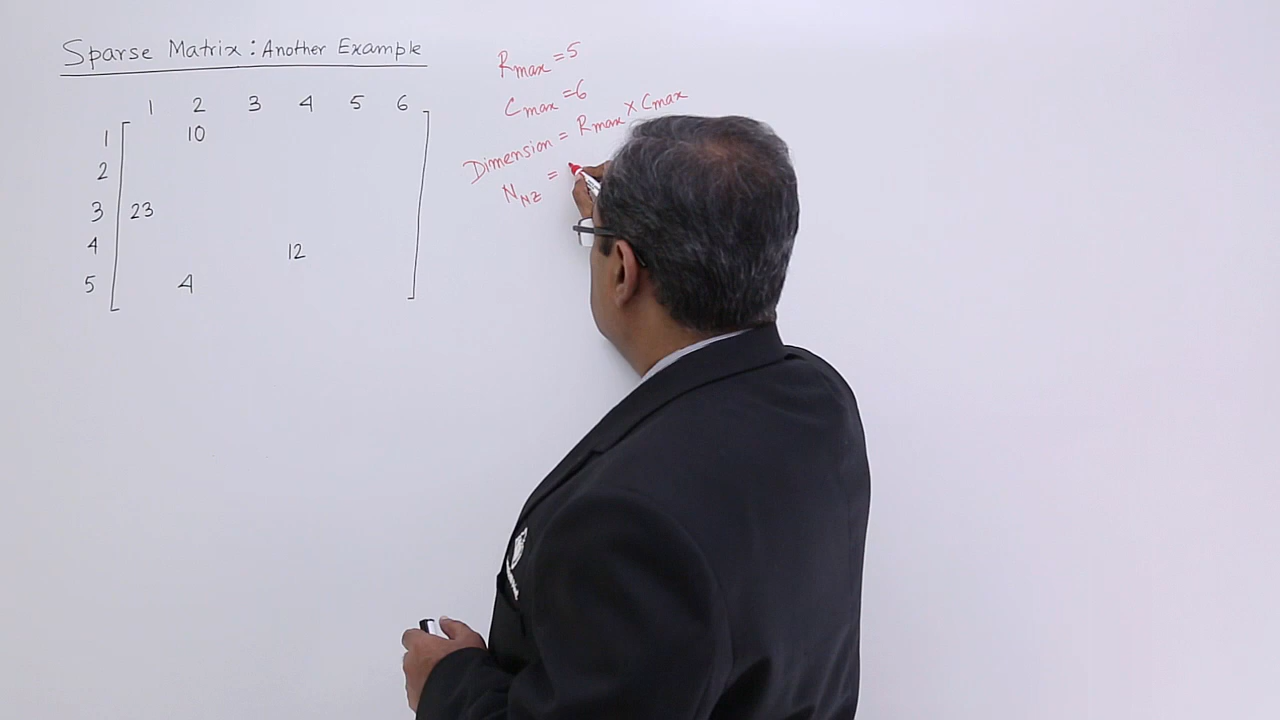 Sparse Matrix : Another Example
1 2 3 4 5 6
1 10
2
3 23
4 12
5 4
Rmax = 5
Cmax = 6
Dimension = Rmax × Cmax
NNZ =